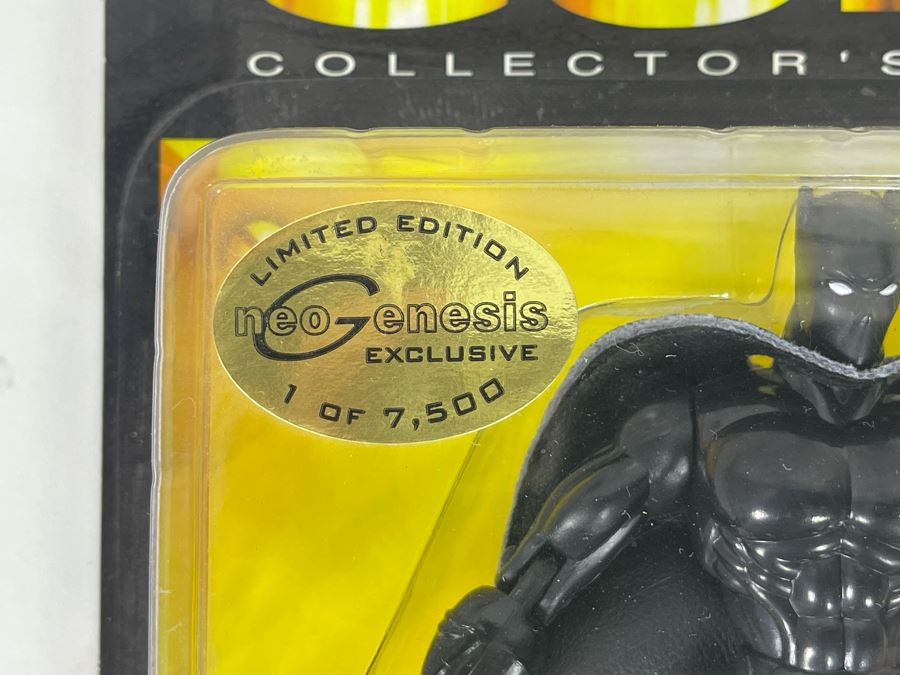 COLLECTOR'S
LIMITED EDITION
neoGenesis
EXCLUSIVE
1 OF 7,500